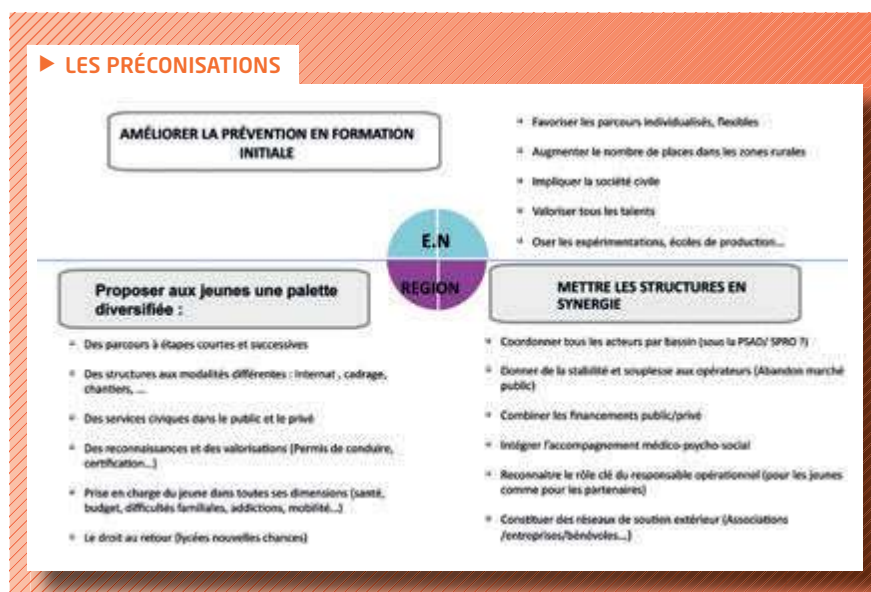 LES PRÉCONISATIONS
AMÉLIORER LA PRÉVENTION EN FORMATION
INITIALE
Favoriser les parcours individualisés, flexibles
Augmenter le nombre de places dans les zones rurales
Impliquer la société civile
Valoriser tous les talents
Oser les expérimentations, écoles de production...
E.N
REGION
Proposer aux jeunes une palette
diversifiée :
Des parcours à étapes courtes et successives
Des structures aux modalités différentes : Internat , cadrage,
chantiers, ...
Des services civiques dans le public et le privé
Des reconnaissances et des valorisations (Permis de conduire,
certification...)
Prise en charge du jeune dans toutes ses dimensions (santé,
budget, difficultés familiales, addictions, mobilité...)
Le droit au retour (lycées nouvelles chances)
METTRE LES STRUCTURES EN
SYNERGIE
Coordonner tous les acteurs par bassin (sous la PSAD/ SPRO ?)
Donner de la stabilité et souplesse aux opérateurs (Abandon marché
public)
Combiner les financements public/privé
Intégrer l'accompagnement médico-psycho-social
Reconnaitre le rôle clé du responsable opérationnel (pour les jeunes
comme pour les partenaires)
Constituer des réseaux de soutien extérieur (Associations
/entreprises/bénévoles...)